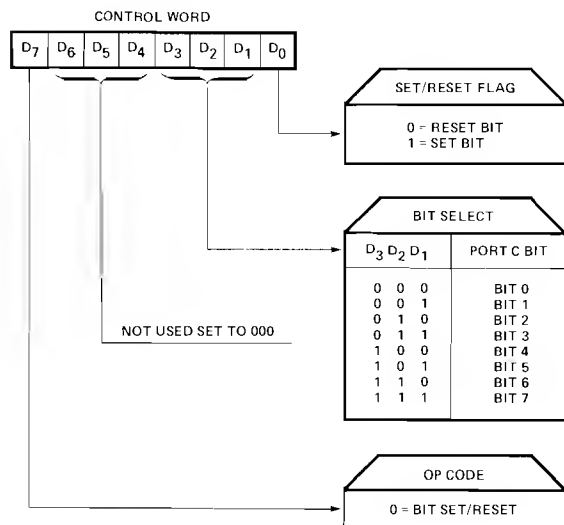 CONTROL WORD
D7 D6 D5 D4 D3 D2 D1 D0
SET/RESET FLAG
0 = RESET BIT
1 = SET BIT
BIT SELECT
D3 D2 D1 PORT C BIT
0 0 0 BIT 0
0 0 1 BIT 1
0 1 0 BIT 2
0 1 1 BIT 3
1 0 0 BIT 4
1 0 1 BIT 5
1 1 0 BIT 6
1 1 1 BIT 7
NOT USED SET TO 000
OP CODE
0 = BIT SET/RESET